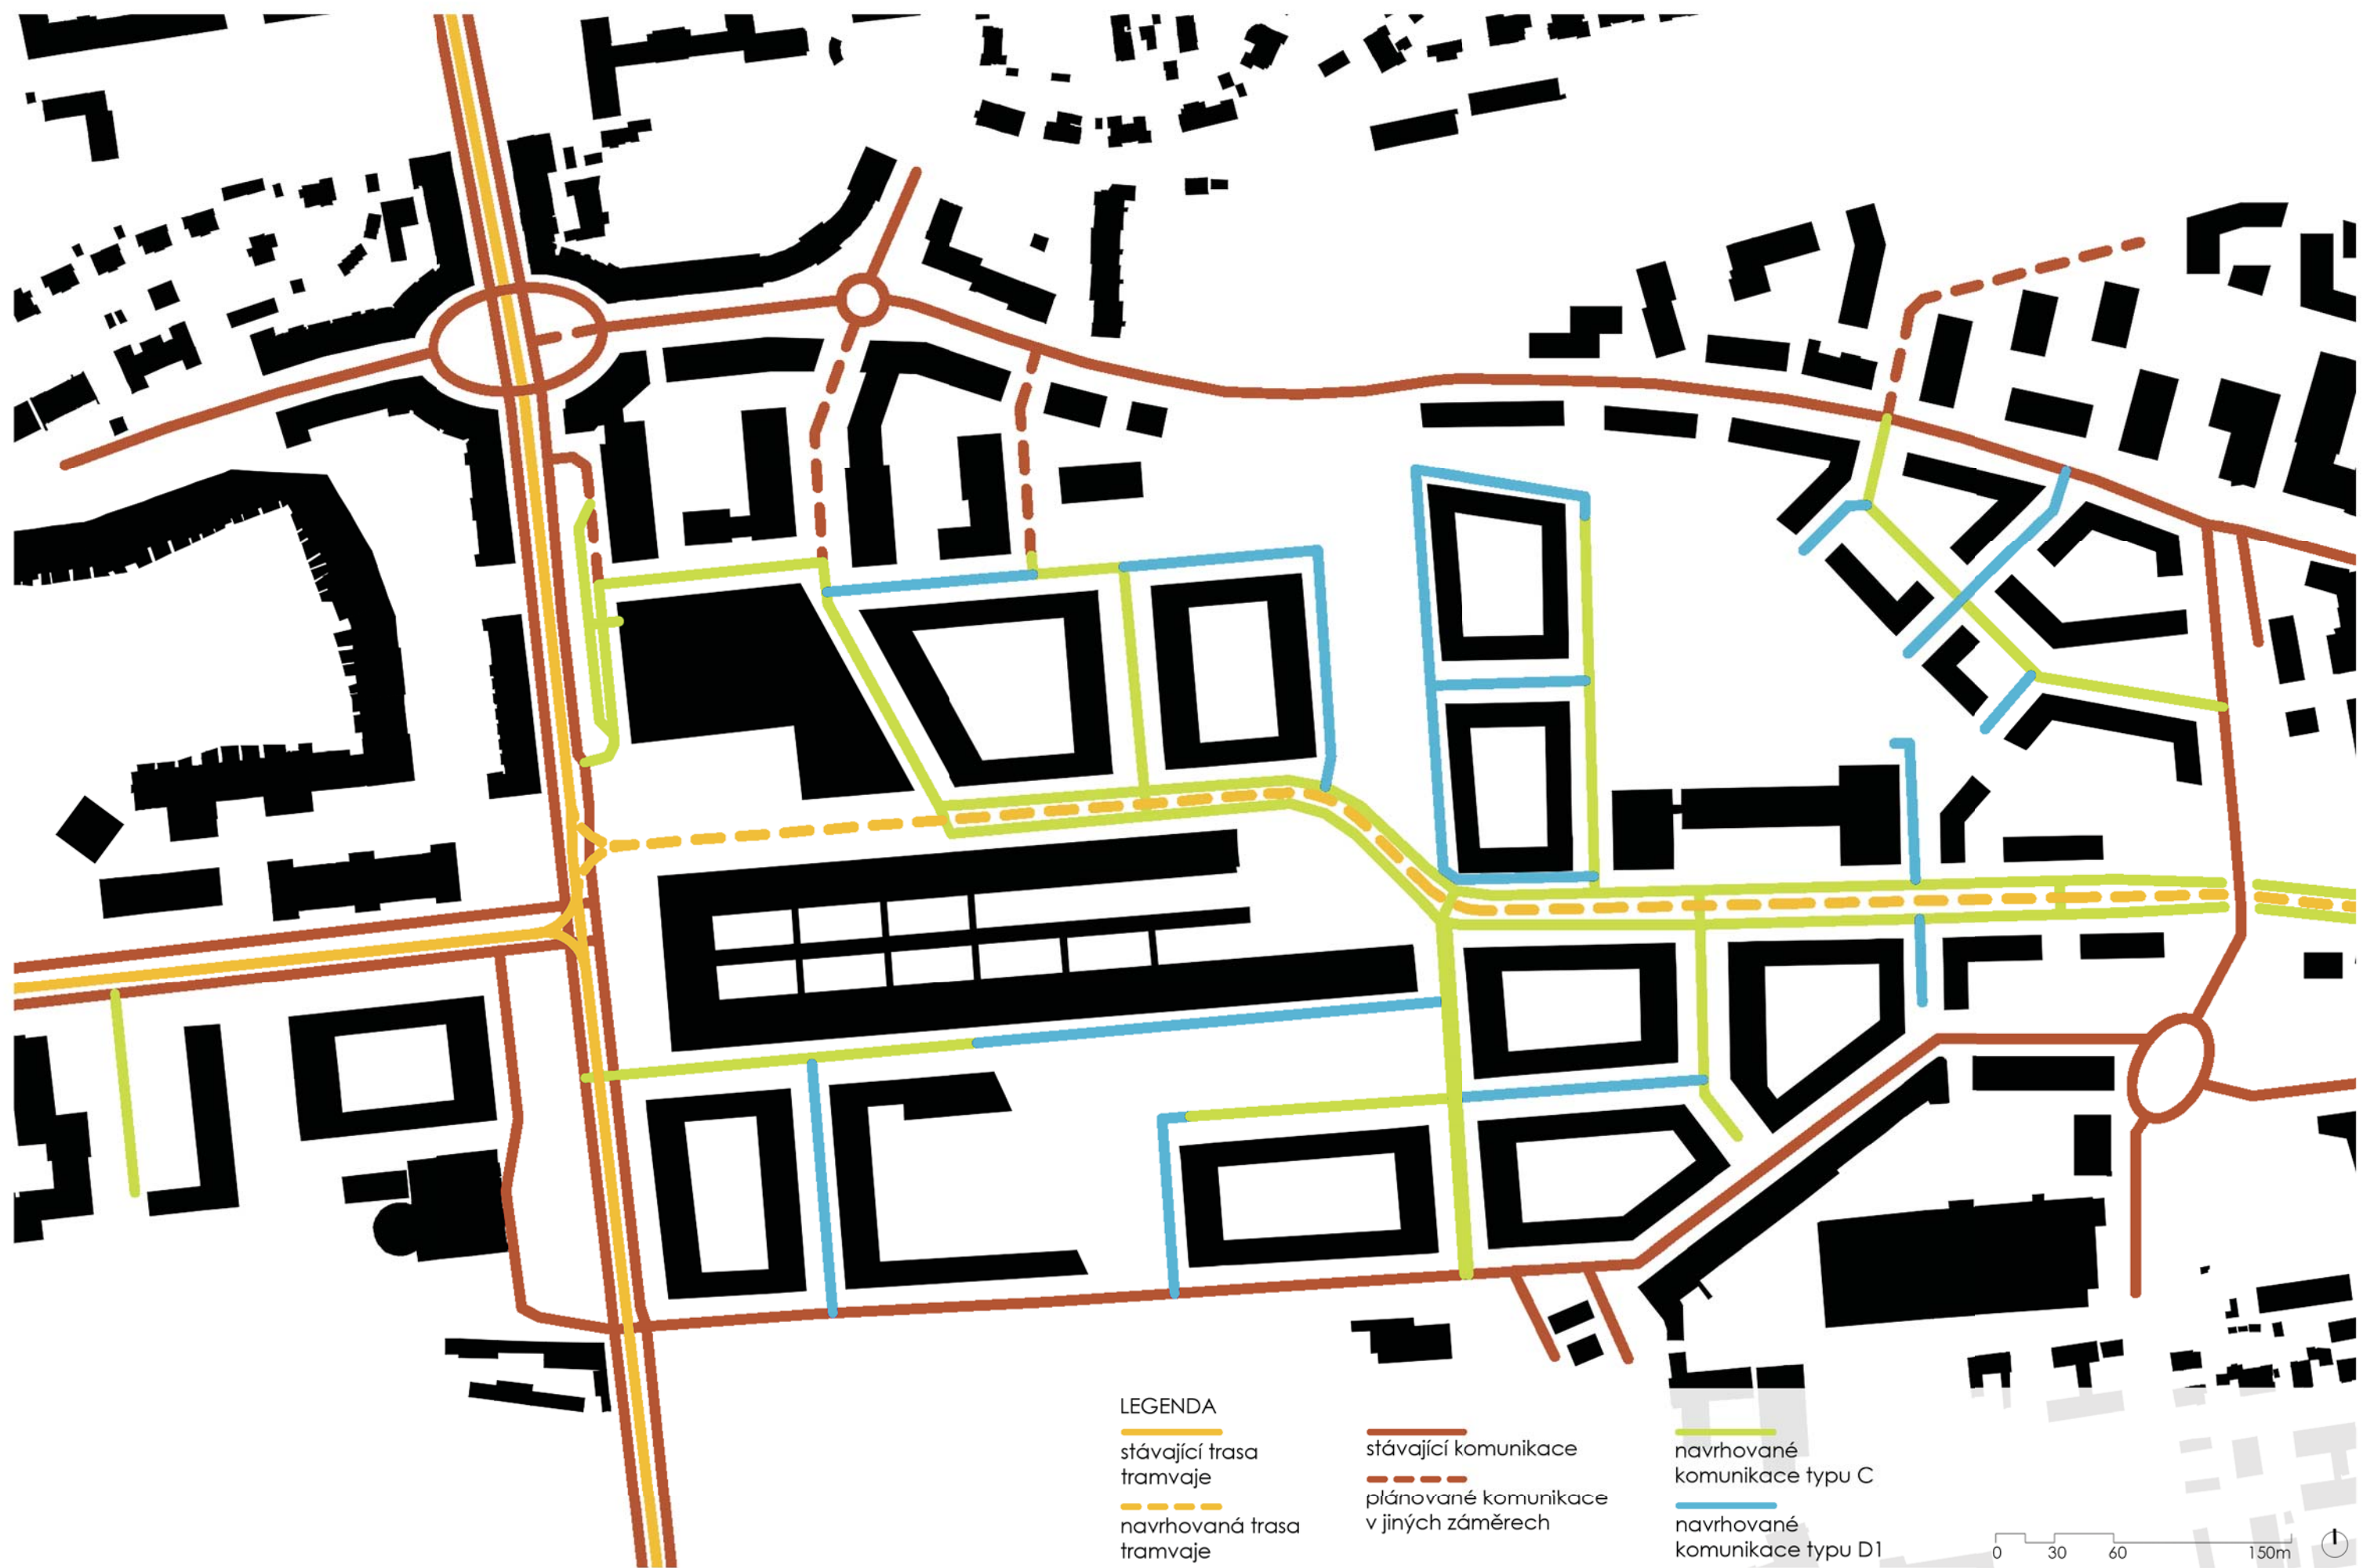 LEGENDA
stávající trasa
tramvaje
navrhovaná trasa
tramvaje
stávající komunikace
plánované komunikace
v jiných záměrech
navrhované
komunikace typu C
navrhované
komunikace typu D1
0 30 60 150m